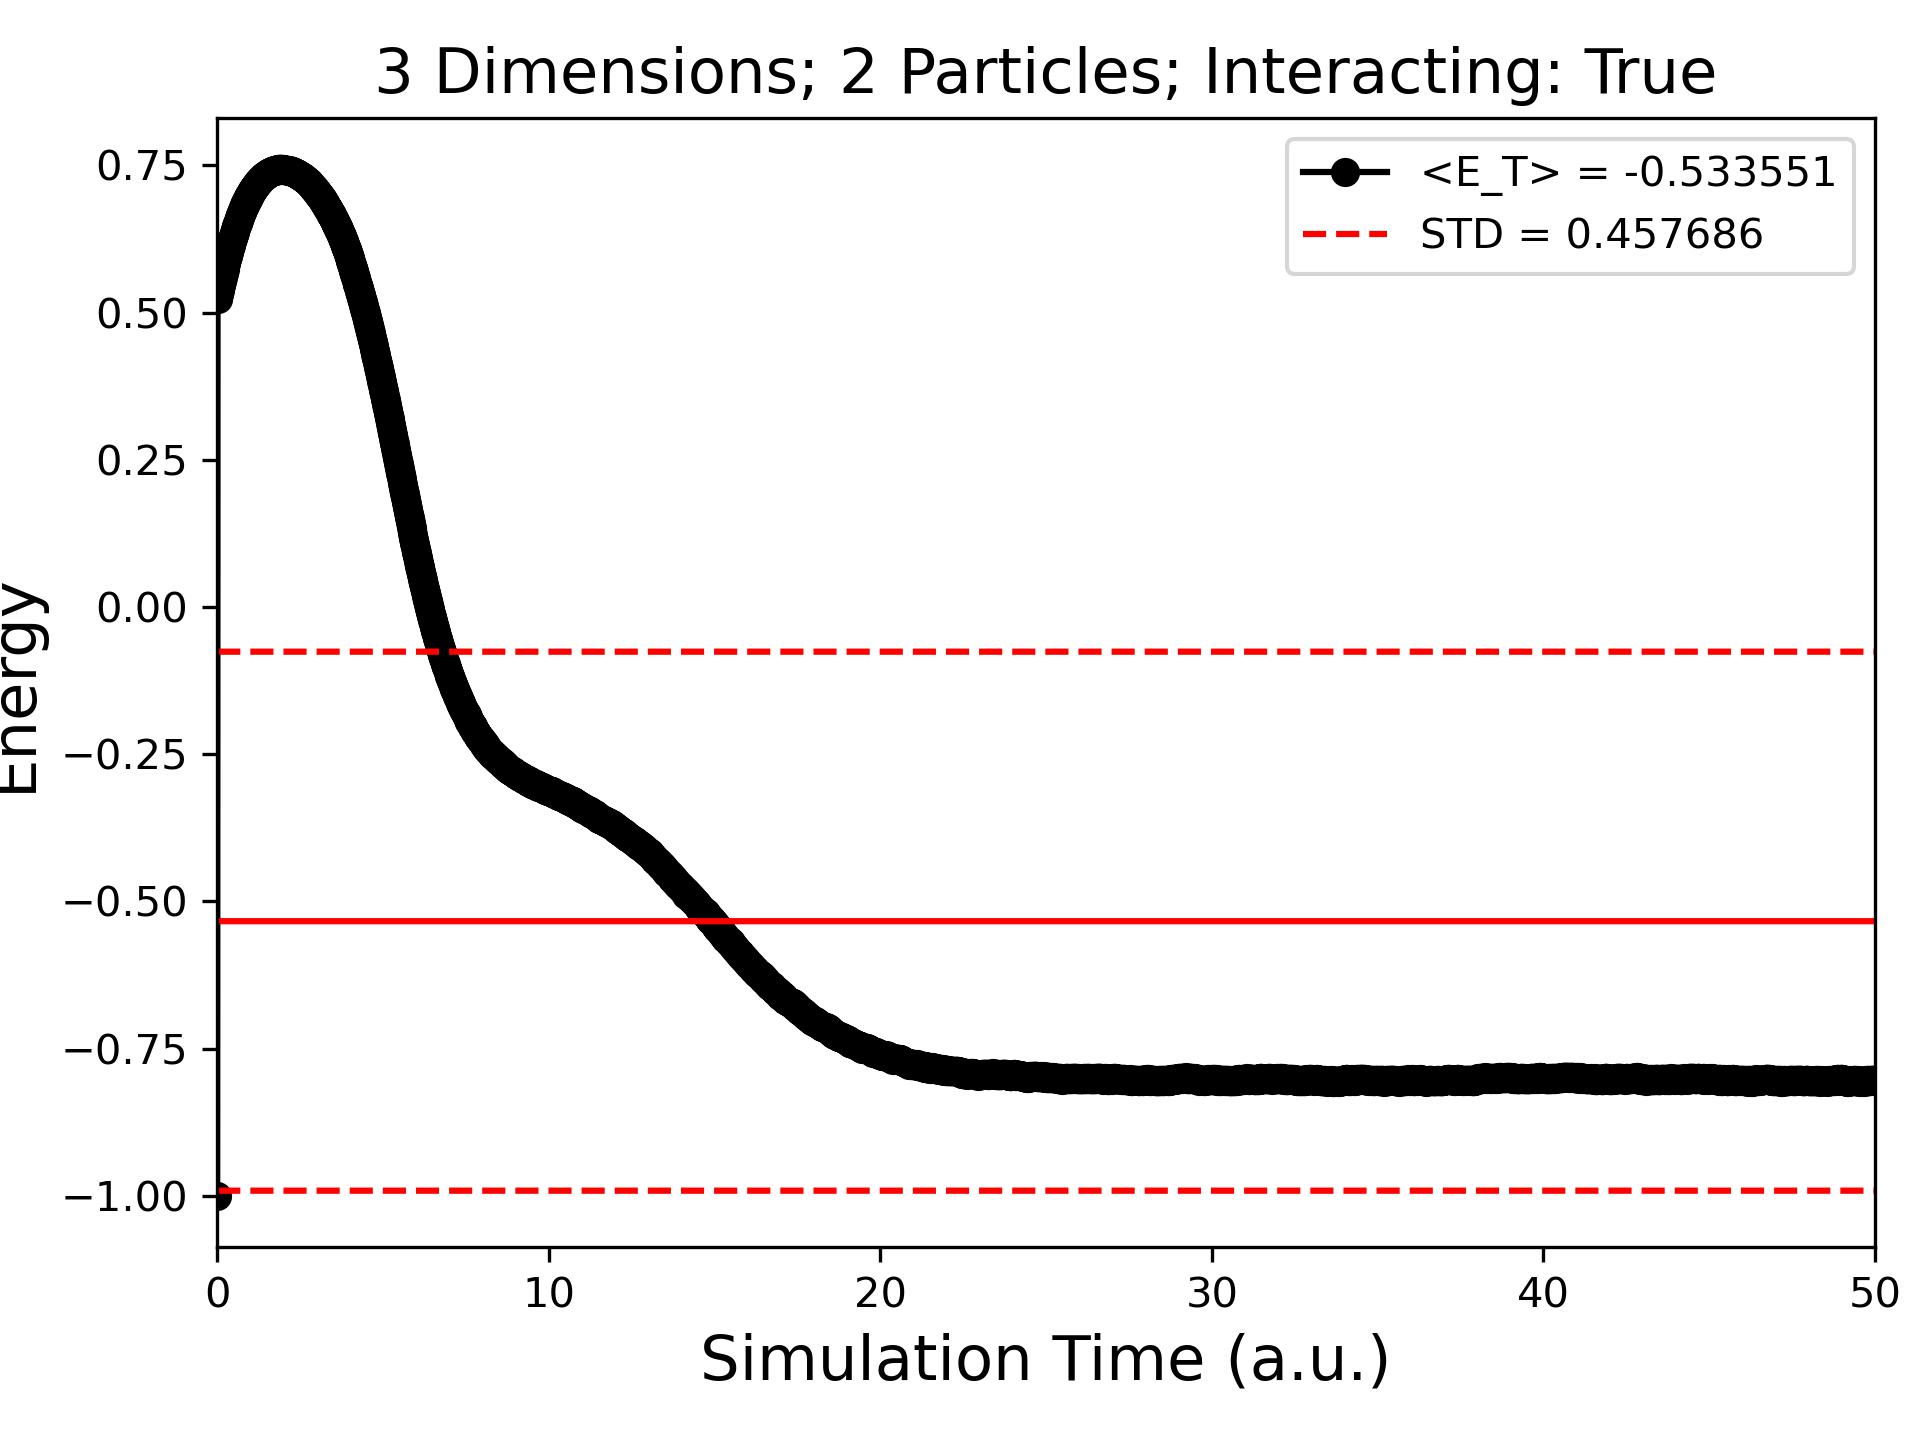 3 Dimensions; 2 Particles; Interacting: True
<E_T> = -0.533551
STD = 0.457686
Energy
0.75
0.50
0.25
0.00
−0.25
−0.50
−0.75
−1.00
0 10 20 30 40 50
Simulation Time (a.u.)